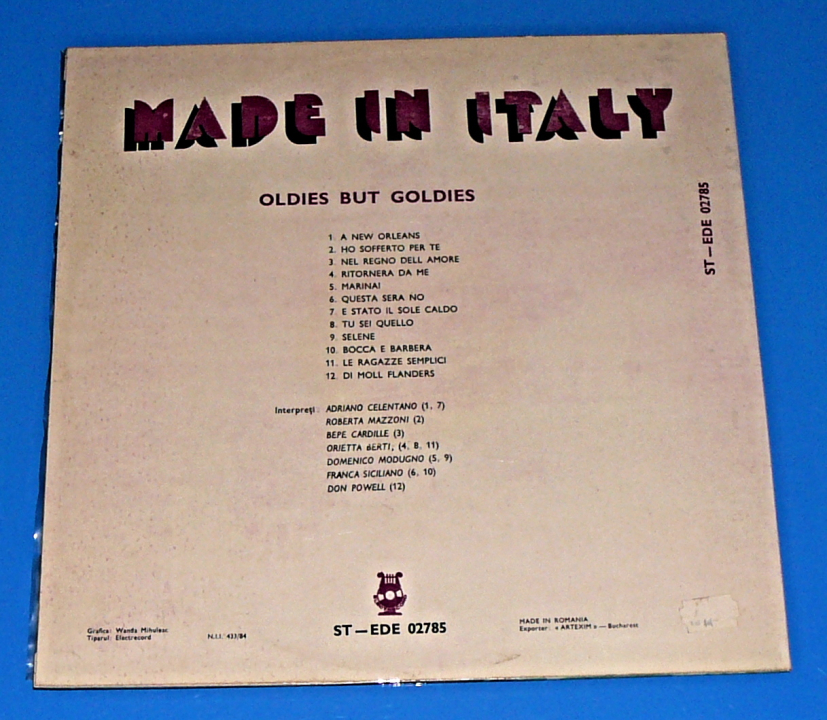 MADE IN ITALY
OLDIES BUT GOLDIES
ST—EDE 02785
1. A NEW ORLEANS
2. HO SOFFERTO PER TE
3. NEL REGNO DELL AMORE
4. RITORNERA DA ME
5. MARINAI
6. QUESTA SERA NO
7. E STATO IL SOLE CALDO
8. TU SEI QUELLO
9. SELENE
10. BOCCA E BARBERA
11. LE RAGAZZE SEMPLICI
12. DI MOLL FLANDERS
Interpreţi: ADRIANO CELENTANO (1, 7)
ROBERTA MAZZONI (2)
BEPE CARDILLE (3)
ORIETTA BERTI, (4, 8, 11)
DOMENICO MODUGNO (5, 9)
FRANCA SICILIANO (6, 10)
DON POWELL (12)
Grafica: Wanda Mihulesc
Tiparul: Electrecord
N.I.I. 433/84
ST—EDE 02785
MADE IN ROMANIA
Exporter: «ARTEXIM» — Bucharest